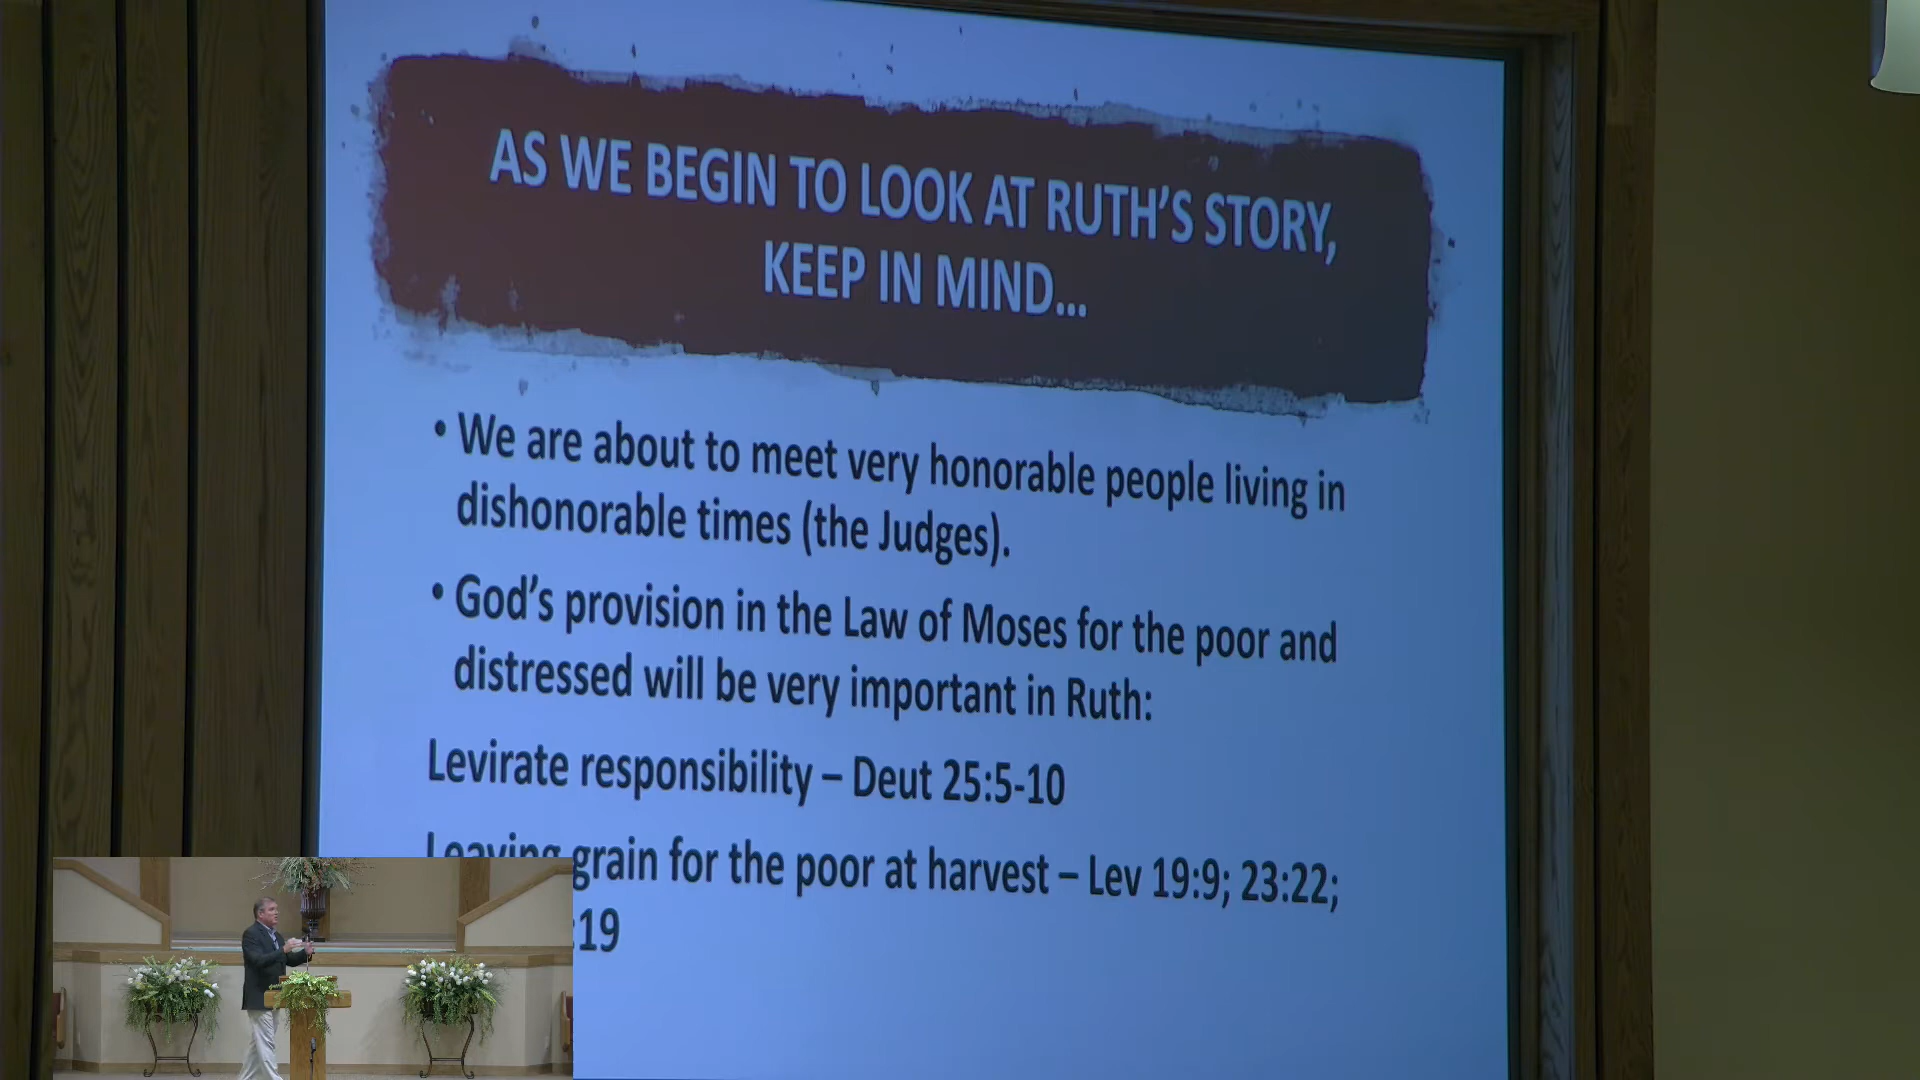 AS WE BEGIN TO LOOK AT RUTH'S STORY,
KEEP IN MIND...
• We are about to meet very honorable people living in
dishonorable times (the Judges).
• God's provision in the Law of Moses for the poor and
distressed will be very important in Ruth:
Levirate responsibility – Deut 25:5-10
Leaving grain for the poor at harvest – Lev 19:9; 23:22;
:19